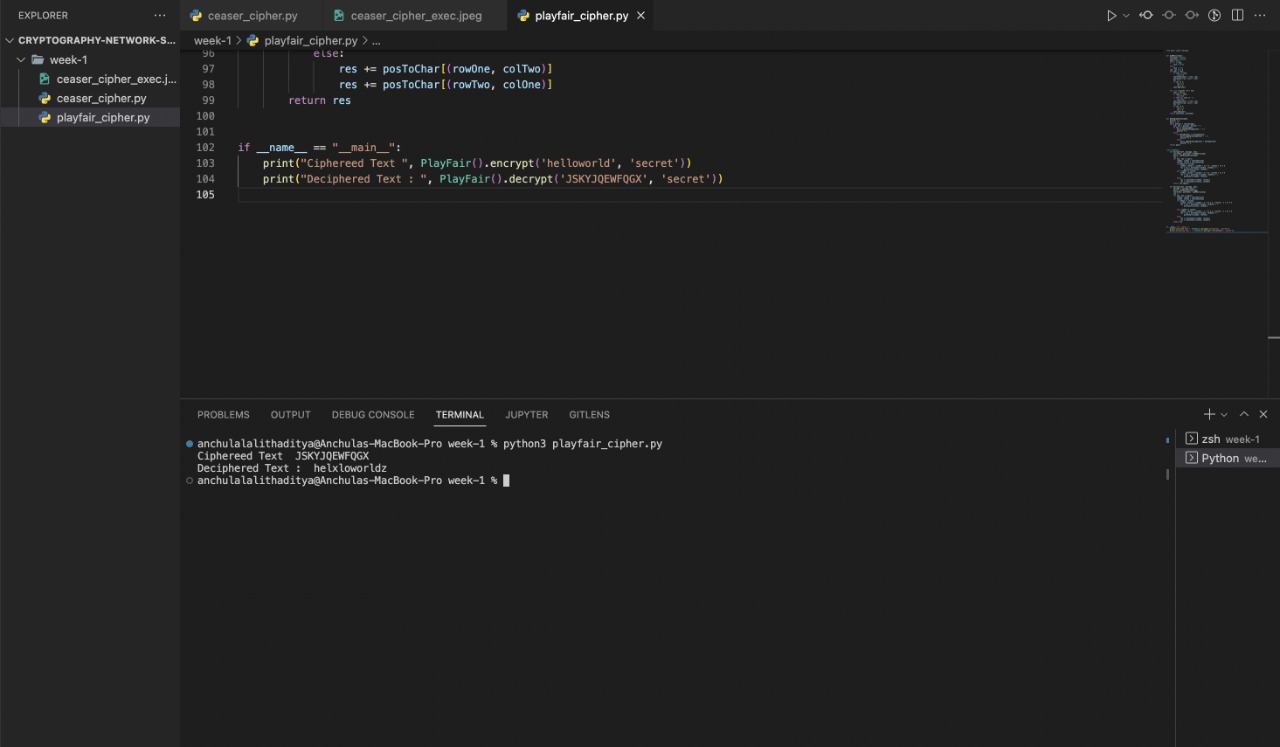 EXPLORER ...
CRYPTOGRAPHY-NETWORK-S...
week-1
ceaser_cipher_exec.j...
ceaser_cipher.py
playfair_cipher.py
ceaser_cipher.py ceaser_cipher_exec.jpeg playfair_cipher.py
week-1 > playfair_cipher.py > ...
96 else:
97 res += posToChar[(rowOne, colTwo)]
98 res += posToChar[(rowTwo, colOne)]
99 return res
100
101
102 if __name__ == "__main__":
103 print("Ciphereed Text ", PlayFair().encrypt('helloworld', 'secret'))
104 print("Deciphered Text : ", PlayFair().decrypt('JSKYJQEWFQGX', 'secret'))
105
PROBLEMS OUTPUT DEBUG CONSOLE TERMINAL JUPYTER GITLENS
anchulalalithaditya@Anchulas-MacBook-Pro week-1 % python3 playfair_cipher.py
Ciphereed Text  JSKYJQEWFQGX
Deciphered Text :  helxloworldz
anchulalalithaditya@Anchulas-MacBook-Pro week-1 %
zsh week-1
Python we...